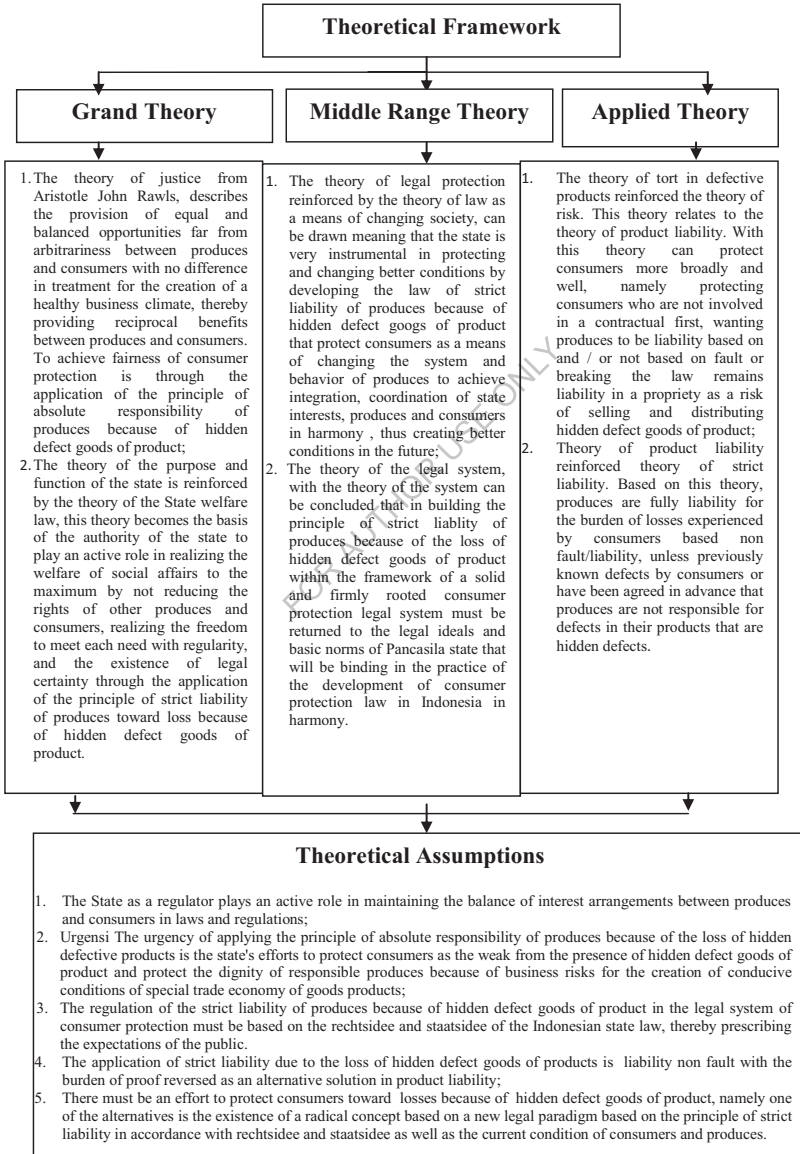 Theoretical Framework
Grand Theory
Middle Range Theory
Applied Theory
1. The theory of justice from
Aristotle John Rawls, describes
the provision of equal and
balanced opportunities far from
arbitrariness between produces
and consumers with no difference
in treatment for the creation of a
healthy business climate, thereby
providing reciprocal benefits
between produces and consumers.
To achieve fairness of consumer
protection is through the
application of the principle of
absolute responsibility of
produces because of hidden
defect goods of product;
2. The theory of the purpose and
function of the state is reinforced
by the theory of the State welfare
law, this theory becomes the basis
of the authority of the state to
play an active role in realizing the
welfare of social affairs to the
maximum by not reducing the
rights of other produces and
consumers, realizing the freedom
to meet each need with regularity,
and the existence of legal
certainty through the application
of the principle of strict liability
of produces toward loss because
of hidden defect goods of
product.
1. The theory of legal protection
reinforced by the theory of law as
a means of changing society, can
be drawn meaning that the state is
very instrumental in protecting
and changing better conditions by
developing the law of strict
liability of produces because of
hidden defect googs of product
that protect consumers as a means
of changing the system and
behavior of produces to achieve
integration, coordination of state
interests, produces and consumers
in harmony , thus creating better
conditions in the future;
2. The theory of the legal system,
with the theory of the system can
be concluded that in building the
principle of strict liablity of
produces because of the loss of
hidden defect goods of product
within the framework of a solid
and firmly rooted consumer
protection legal system must be
returned to the legal ideals and
basic norms of Pancasila state that
will be binding in the practice of
the development of consumer
protection law in Indonesia in
harmony.
1. The theory of tort in defective
products reinforced the theory of
risk. This theory relates to the
theory of product liability. With
this theory can protect
consumers more broadly and
well, namely protecting
consumers who are not involved
in a contractual first, wanting
produces to be liability based on
and / or not based on fault or
breaking the law remains
liability in a propriety as a risk
of selling and distributing
hidden defect goods of product;
2. Theory of product liability
reinforced theory of strict
liability. Based on this theory,
produces are fully liability for
the burden of losses experienced
by consumers based non
fault/liability, unless previously
known defects by consumers or
have been agreed in advance that
produces are not responsible for
defects in their products that are
hidden defects.
FOR AUTHOR USE ONLY
Theoretical Assumptions
1. The State as a regulator plays an active role in maintaining the balance of interest arrangements between produces
and consumers in laws and regulations;
2. Urgensi The urgency of applying the principle of absolute responsibility of produces because of the loss of hidden
defective products is the state's efforts to protect consumers as the weak from the presence of hidden defect goods of
product and protect the dignity of responsible produces because of business risks for the creation of conducive
conditions of special trade economy of goods products;
3. The regulation of the strict liability of produces because of hidden defect goods of product in the legal system of
consumer protection must be based on the rechtsidee and staatsidee of the Indonesian state law, thereby prescribing
the expectations of the public.
4. The application of strict liability due to the loss of hidden defect goods of products is liability non fault with the
burden of proof reversed as an alternative solution in product liability;
5. There must be an effort to protect consumers toward losses because of hidden defect goods of product, namely one
of the alternatives is the existence of a radical concept based on a new legal paradigm based on the principle of strict
liability in accordance with rechtsidee and staatsidee as well as the current condition of consumers and produces.